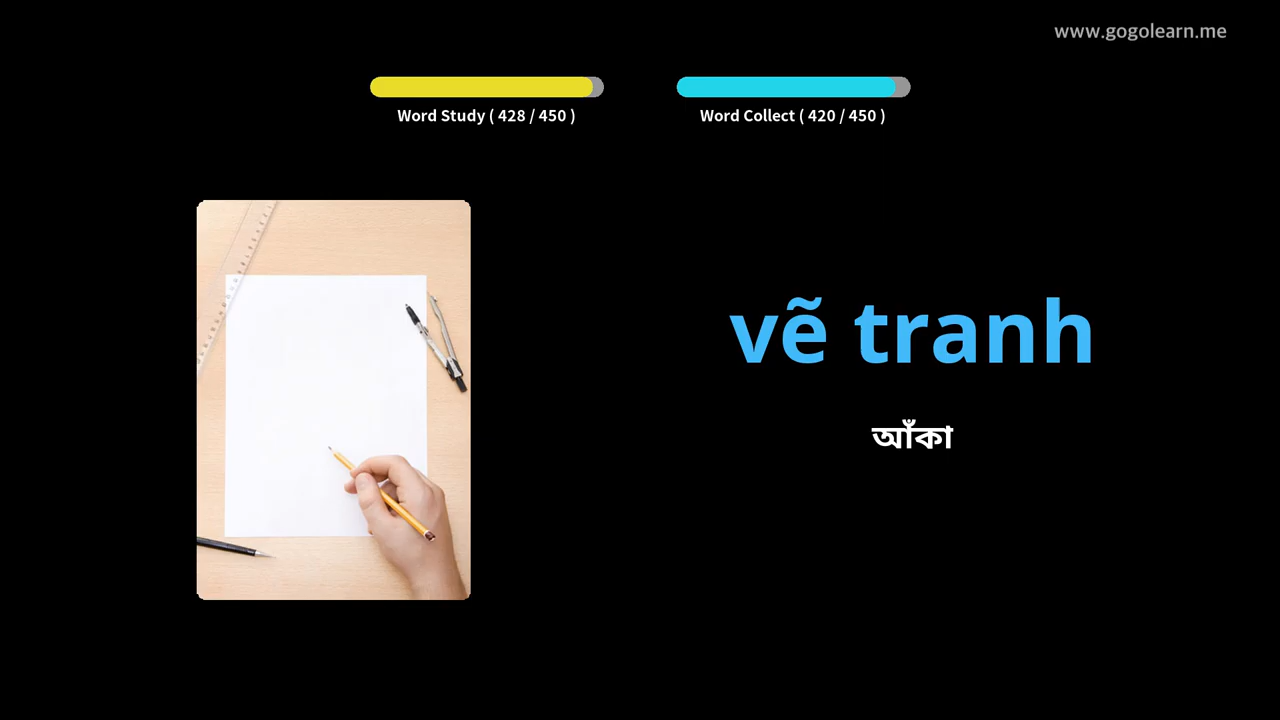 www.gogolearn.me
Word Study ( 428 / 450 )
Word Collect ( 420 / 450 )
vẽ tranh
আঁকা